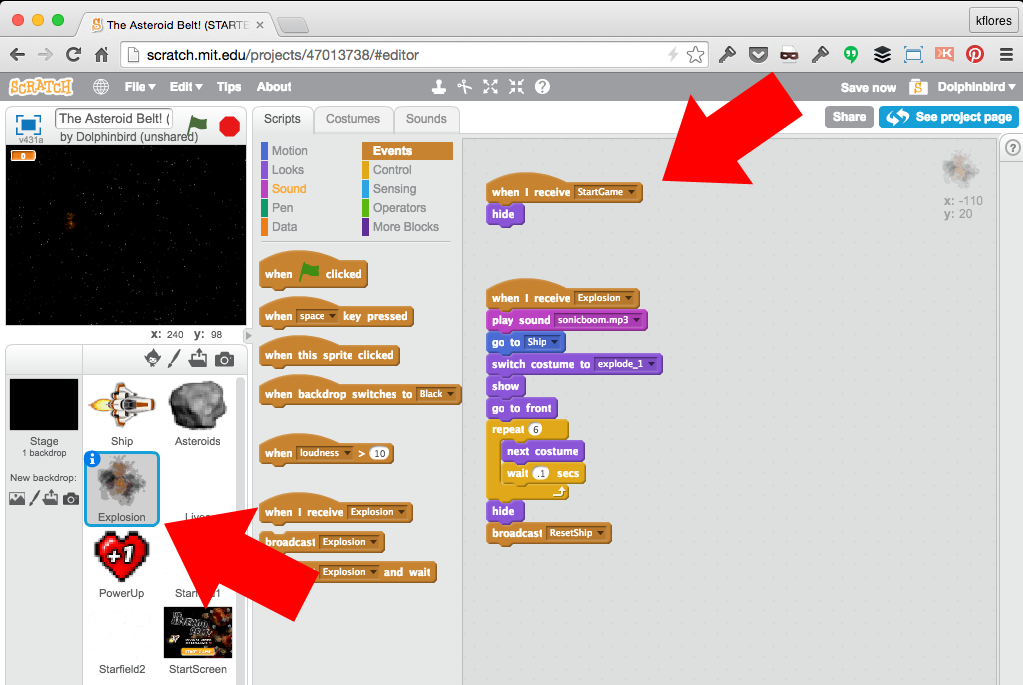 The Asteroid Belt! (STARTE
kflores
scratch.mit.edu/projects/47013738/#editor
SCRATCH
File
Edit
Tips
About
Save now
Dolphinbird
The Asteroid Belt! (
by Dolphinbird (unshared)
v431a
Scripts
Costumes
Sounds
Share
See project page
0
Motion
Events
Looks
Control
Sound
Sensing
Pen
Operators
Data
More Blocks
when clicked
when space key pressed
when this sprite clicked
when backdrop switches to Black
when loudness > 10
when I receive Explosion
broadcast Explosion
Explosion and wait
when I receive StartGame
hide
x: -110
y: 20
when I receive Explosion
play sound sonicboom.mp3
go to Ship
switch costume to explode_1
show
go to front
repeat 6
next costume
wait .1 secs
hide
broadcast ResetShip
x: 240 y: 98
Stage
1 backdrop
New backdrop:
Ship
Asteroids
Explosion
+1
PowerUp
Starfield2
StartScreen